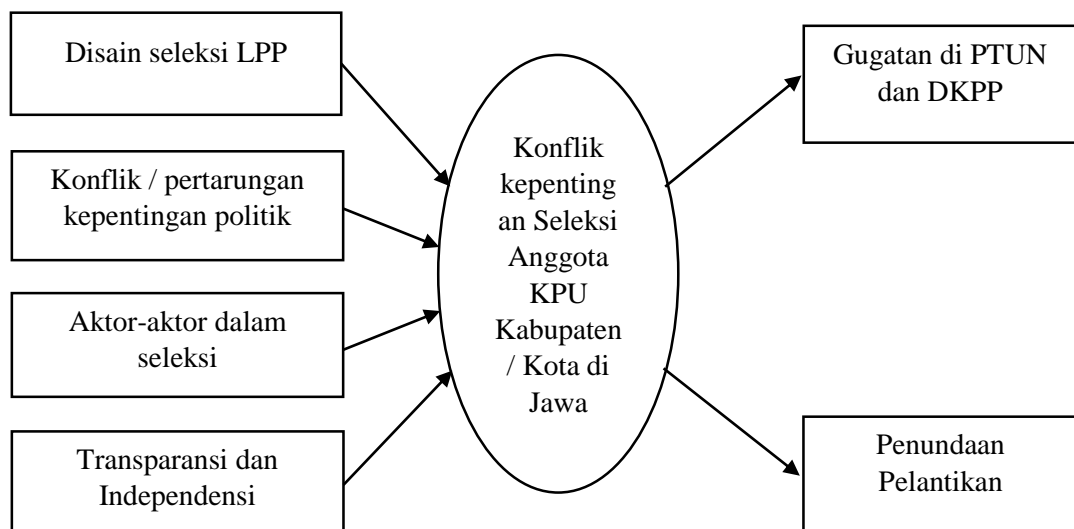 Disain seleksi LPP
Konflik / pertarungan
kepentingan politik
Aktor-aktor dalam
seleksi
Transparansi dan
Independensi
Konflik
kepenting
an Seleksi
Anggota
KPU
Kabupaten
/ Kota di
Jawa
Gugatan di PTUN
dan DKPP
Penundaan
Pelantikan